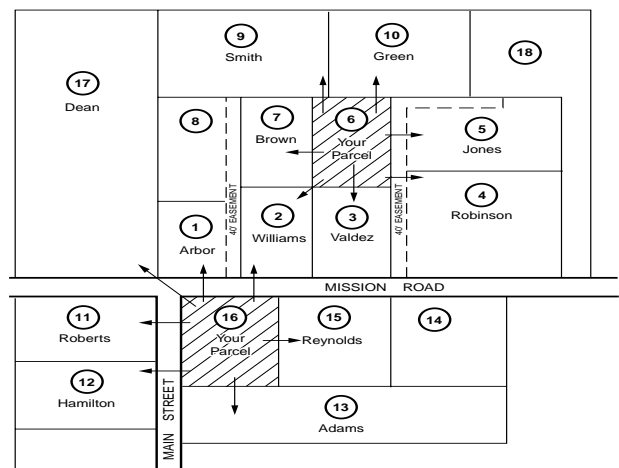 9
Smith
10
Green
18
17
Dean
8
7
Brown
6
Your
Parcel
5
Jones
40' EASEMENT
1
Arbor
2
Williams
3
Valdez
40' EASEMENT
4
Robinson
MISSION ROAD
11
Roberts
16
Your
Parcel
15
Reynolds
14
12
Hamilton
MAIN STREET
13
Adams